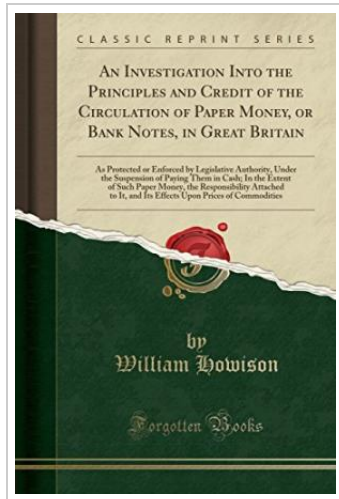 CLASSIC REPRINT SERIES
AN INVESTIGATION INTO THE
PRINCIPLES AND CREDIT OF THE
CIRCULATION OF PAPER MONEY, OR
BANK NOTES, IN GREAT BRITAIN
As Protected or Enforced by Legislative Authority, Under
the Suspension of Paying Them in Cash; In the Extent
of Such Paper Money, the Responsibility Attached
to It, and Its Effects Upon Prices of Commodities
by
William Howison
Forgotten Books